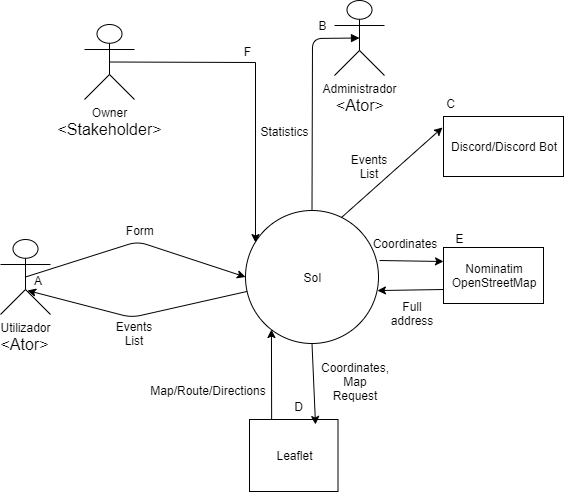 B
F
Administrador
<Ator>
Owner
<Stakeholder>
C
Statistics
Discord/Discord Bot
Events
List
Form
Coordinates
E
Nominatim
OpenStreetMap
A
Sol
Full
address
Utilizador
<Ator>
Events
List
Coordinates,
Map
Request
Map/Route/Directions
D
Leaflet